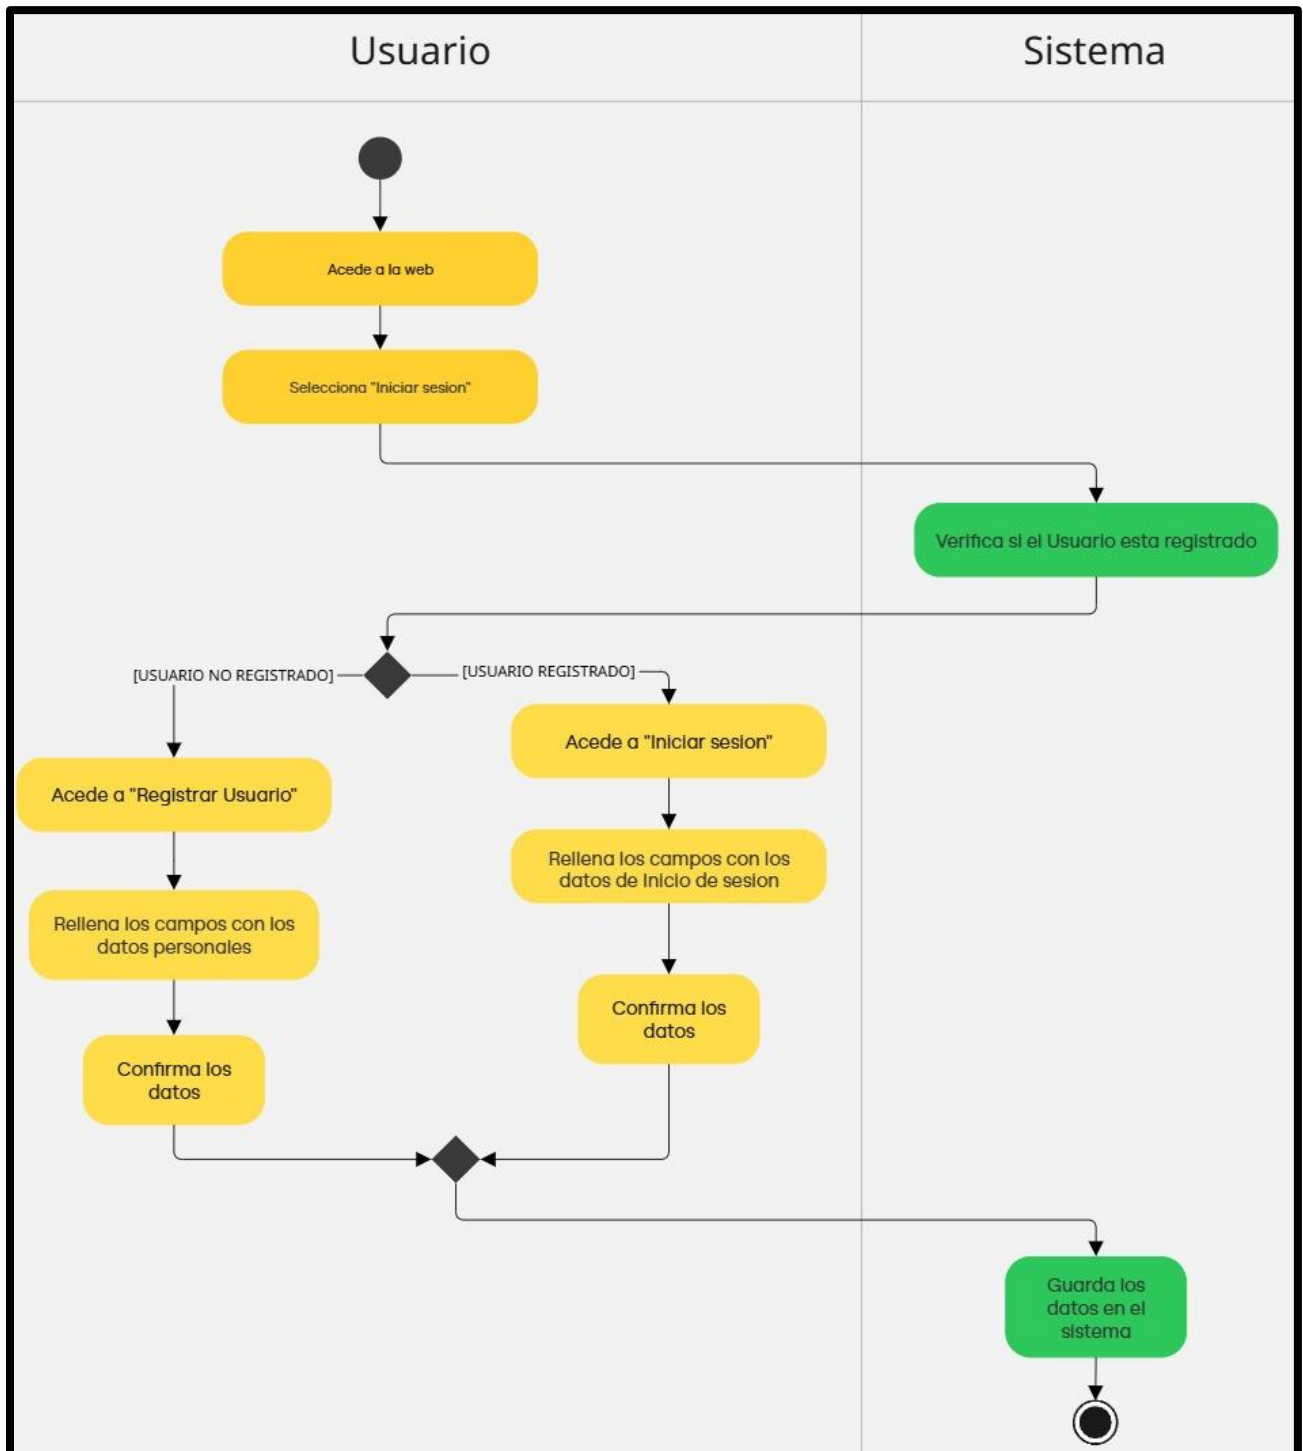 Usuario
Sistema
Acede a la web
Selecciona "Iniciar sesion"
Verifica si el Usuario esta registrado
[USUARIO NO REGISTRADO]
[USUARIO REGISTRADO]
Acede a "Iniciar sesion"
Acede a "Registrar Usuario"
Rellena los campos con los
datos de Inicio de sesion
Rellena los campos con los
datos personales
Confirma los
datos
Confirma los
datos
Guarda los
datos en el
sistema